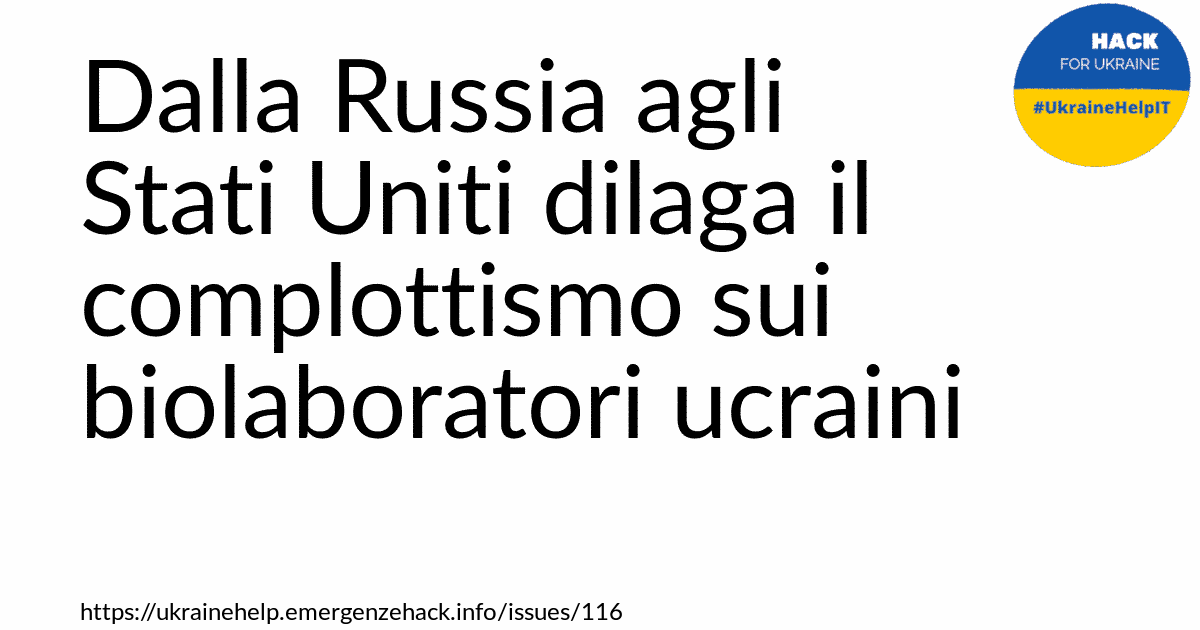 HACK
FOR UKRAINE
#UkraineHelpIT
Dalla Russia agli
Stati Uniti dilaga il
complottismo sui
biolaboratori ucraini
https://ukrainehelp.emergenzehack.info/issues/116